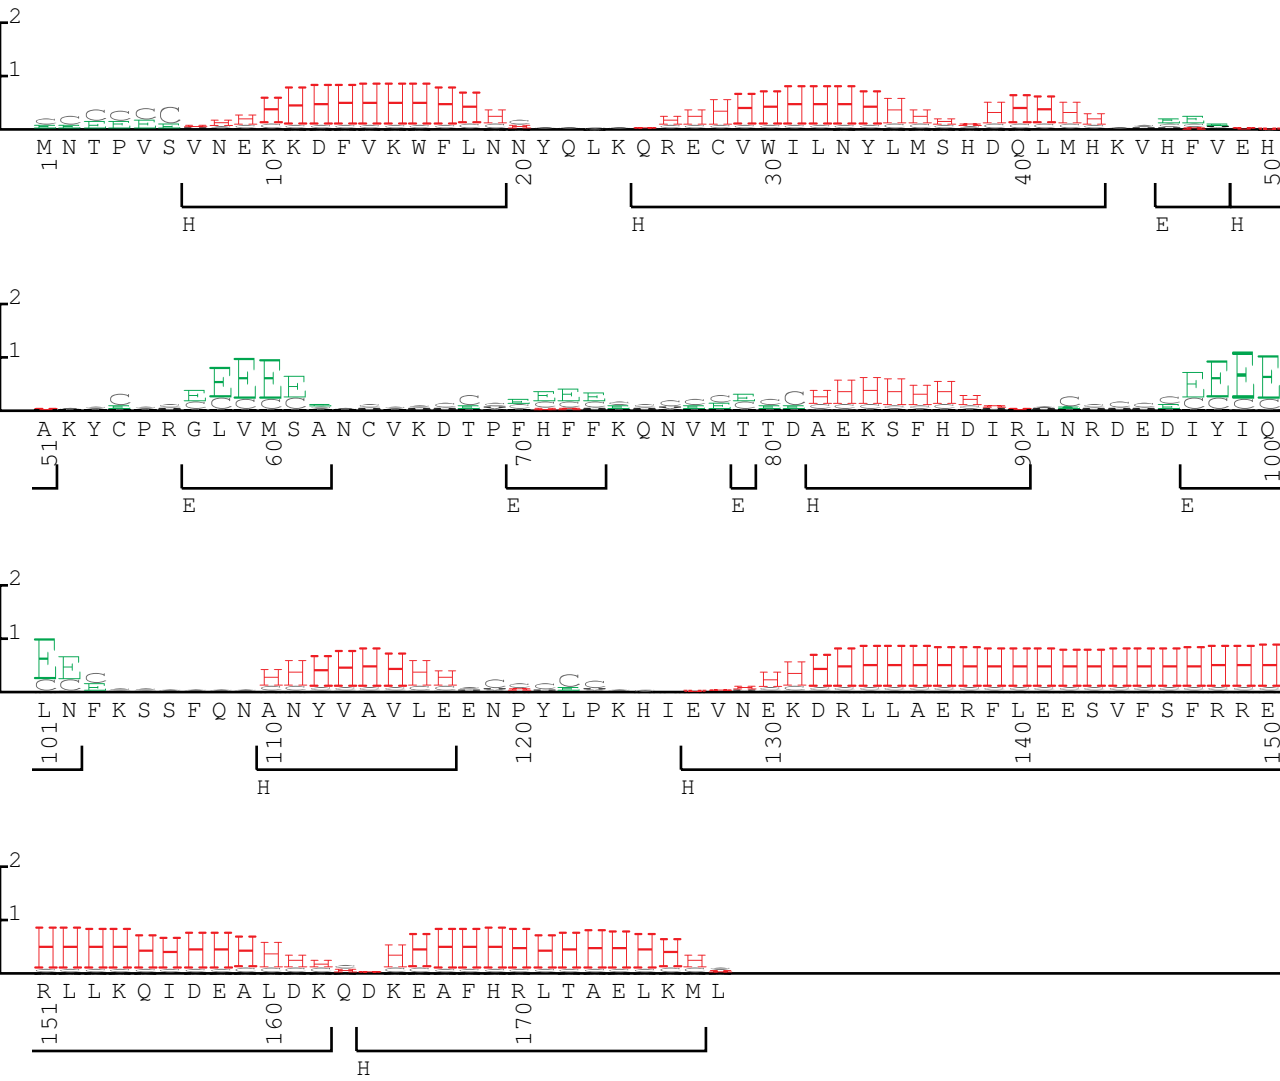 2
1
M N T P V S V N E K K D F V K W F L N N Y Q L K Q R E C V W I L N Y L M S H D Q L M H K V H F V E H
1 10 20 30 40 50
H H E H
2
1
A K Y C P R G L V M S A N C V K D T P F H F F K Q N V M T T D A E K S F H D I R L N R D E D I Y I Q
51 60 70 80 90 100
E E E H E
2
1
L N F K S S F Q N A N Y V A V L E E N P Y L P K H I E V N E K D R L L A E R F L E E S V F S F R R E
101 110 120 130 140 150
H H
2
1
R L L K Q I D E A L D K Q D K E A F H R L T A E L K M L
151 160 170
H